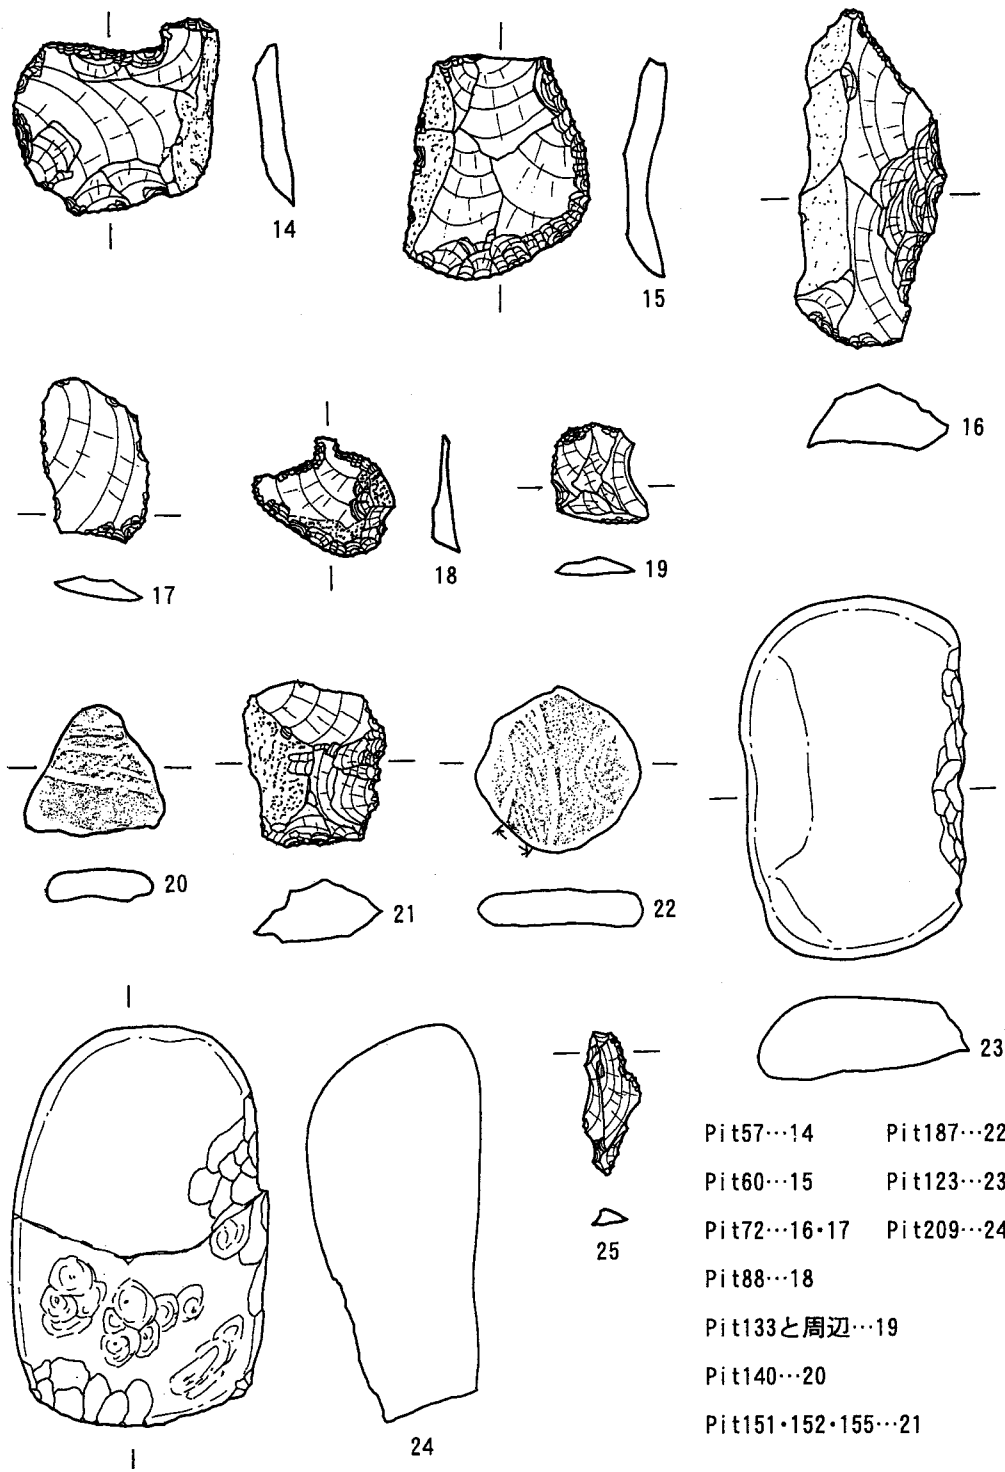 14
15
16
17
18
19
20
21
22
23
24
25
Pit57…14 Pit187…22
Pit60…15 Pit123…23
Pit72…16・17 Pit209…24
Pit88…18
Pit133と周辺…19
Pit140…20
Pit151・152・155…21